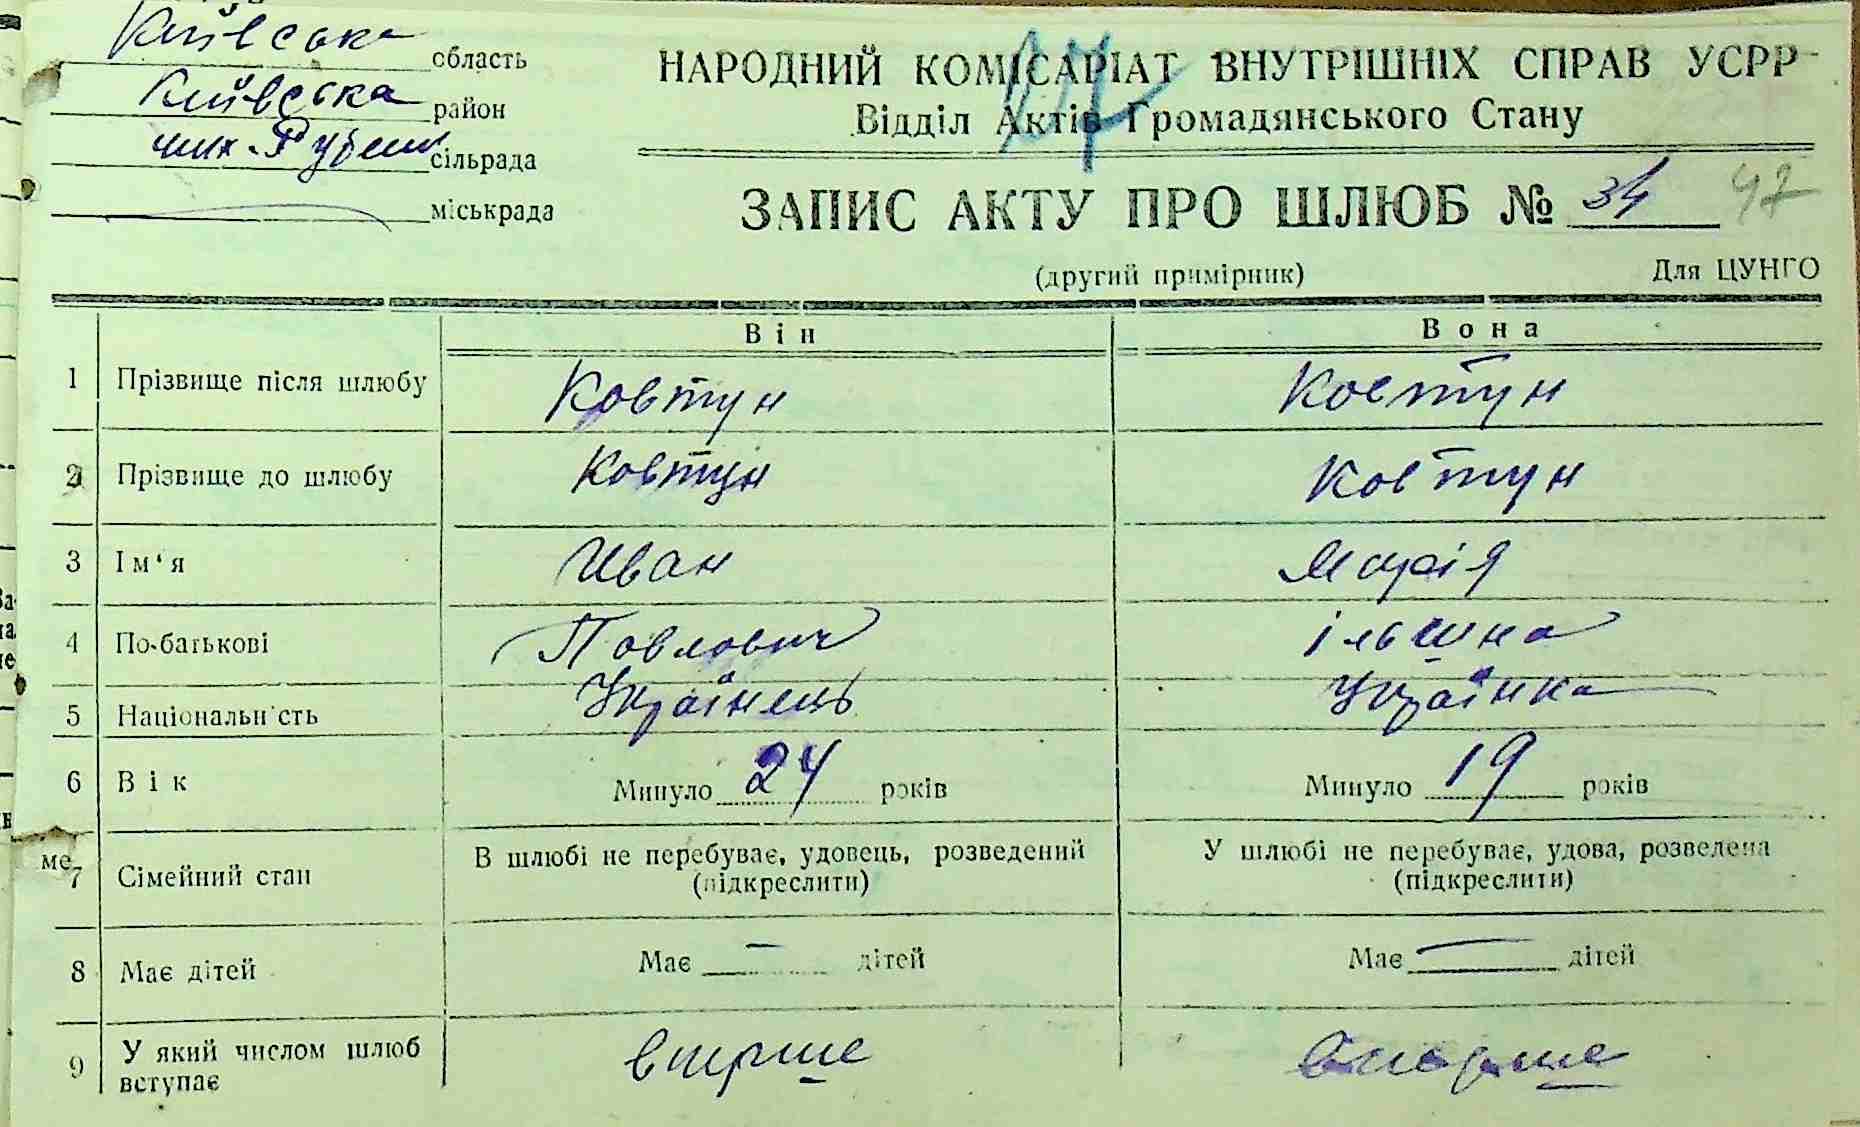 Київська область
Київська район
сільрада
міськрада
НАРОДНИЙ КОМІСАРІАТ ВНУТРІШНІХ СПРАВ УСРР
Відділ Актів Громадянського Стану
ЗАПИС АКТУ ПРО ШЛЮБ № 34 47
(другий примірник)
Для ЦУНГО
Він Вона
1 Прізвище після шлюбу Ковтун Ковтун
2 Прізвище до шлюбу Ковтун Ковтун
3 Ім'я Иван Марія
4 По-батькові Павлович Ільшна
5 Національність Українець Українка
6 Вік Минуло 24 років Минуло 19 років
7 Сімейний стан В шлюбі не перебуває, удовець, розведений У шлюбі не перебуває, удова, розведена
(підкреслити) (підкреслити)
8 Має дітей Має — дітей Має — дітей
9 У який числом шлюб вперше вперше
вступає